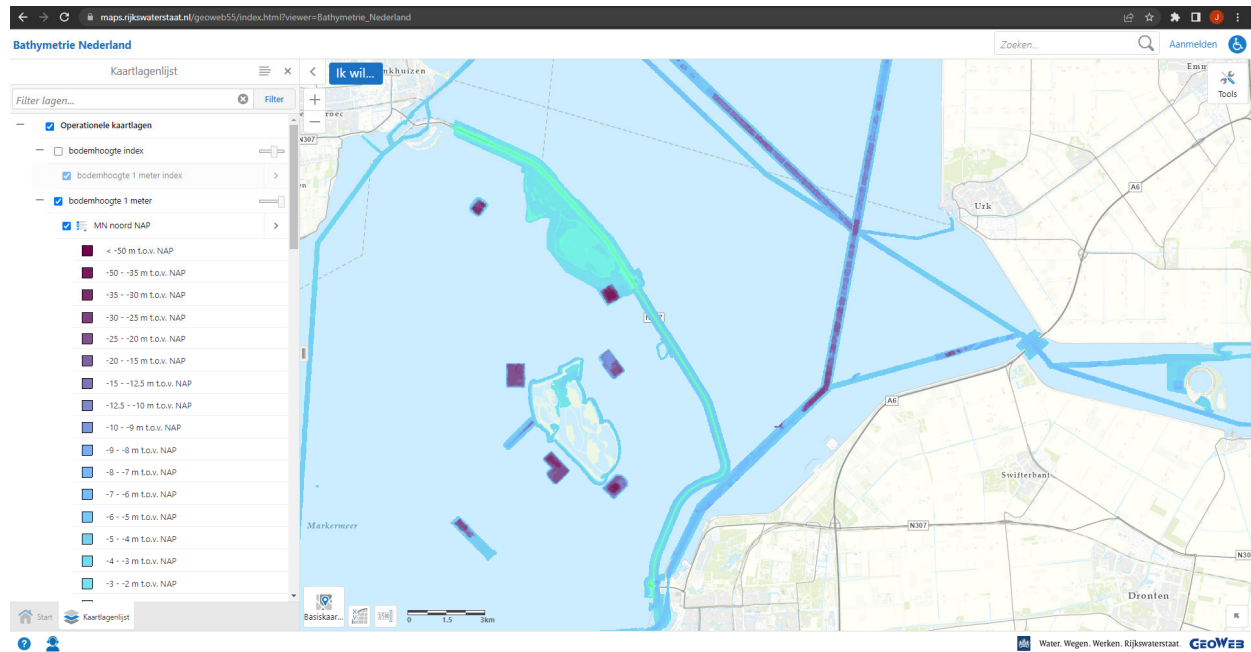 maps.rijkswaterstaat.nl/geoweb55/index.html?viewer=Bathymetrie_Nederland
J
Bathymetrie Nederland
Zoeken...
Aanmelden
Kaartlagenlijst
Ik wil...
nkhuizen
Emm
Tools
Filter lagen...
Filter
Operationele kaartlagen
bodemhoogte index
bodemhoogte 1 meter index
bodemhoogte 1 meter
MN noord NAP
< -50 m t.o.v. NAP
-50 - -35 m t.o.v. NAP
-35 - -30 m t.o.v. NAP
-30 - -25 m t.o.v. NAP
-25 - -20 m t.o.v. NAP
-20 - -15 m t.o.v. NAP
-15 - -12.5 m t.o.v. NAP
-12.5 - -10 m t.o.v. NAP
-10 - -9 m t.o.v. NAP
-9 - -8 m t.o.v. NAP
-8 - -7 m t.o.v. NAP
-7 - -6 m t.o.v. NAP
-6 - -5 m t.o.v. NAP
-5 - -4 m t.o.v. NAP
-4 - -3 m t.o.v. NAP
-3 - -2 m t.o.v. NAP
N307
A6
Urk
A6
Swifterbant
Markermeer
N307
N30
Dronten
Start
Kaartlagenlijst
Basiskaar...
0 1.5 3km
Water. Wegen. Werken. Rijkswaterstaat.
GEOWEB